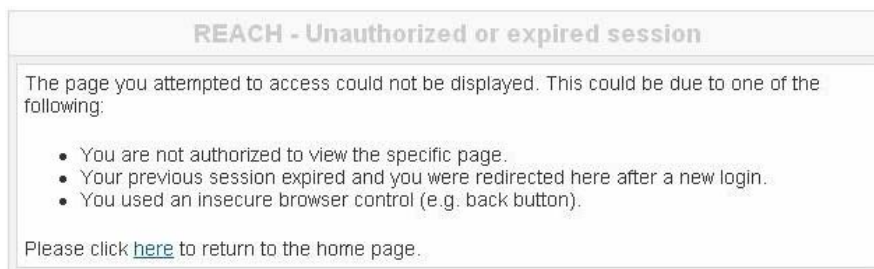 REACH - Unauthorized or expired session
The page you attempted to access could not be displayed. This could be due to one of the
following:
• You are not authorized to view the specific page.
• Your previous session expired and you were redirected here after a new login.
• You used an insecure browser control (e.g. back button).
Please click here to return to the home page.